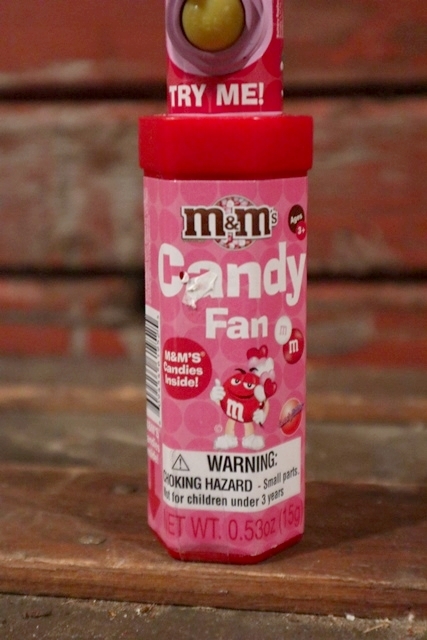 TRY ME!
m&m's
Ages
3+
Candy
Fan
m
m
M&M'S®
Candies
Inside!
m
WARNING:
CHOKING HAZARD - Small parts.
Not for children under 3 years
NET WT. 0.53oz (15g)